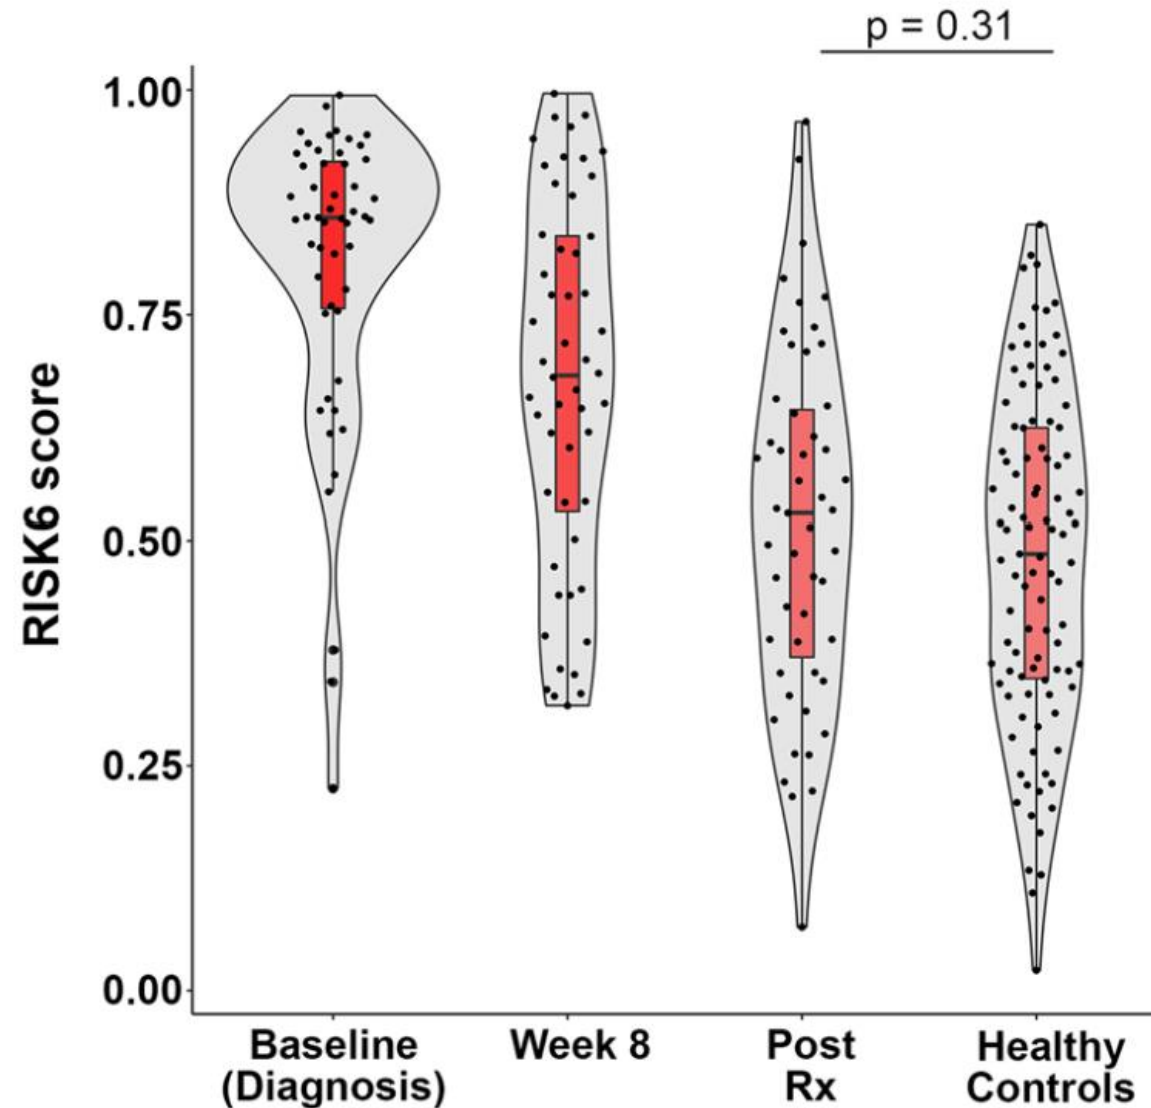 p = 0.31
1.00
0.75
0.50
0.25
0.00
RISK6 score
Baseline
(Diagnosis)
Week 8
Post
Rx
Healthy
Controls